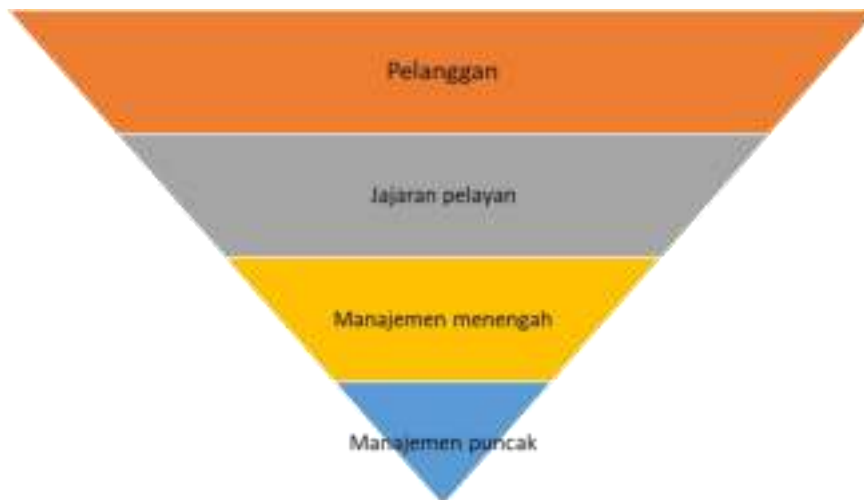 Pelanggan
Jajaran pelayan
Manajemen menengah
Manajemen puncak